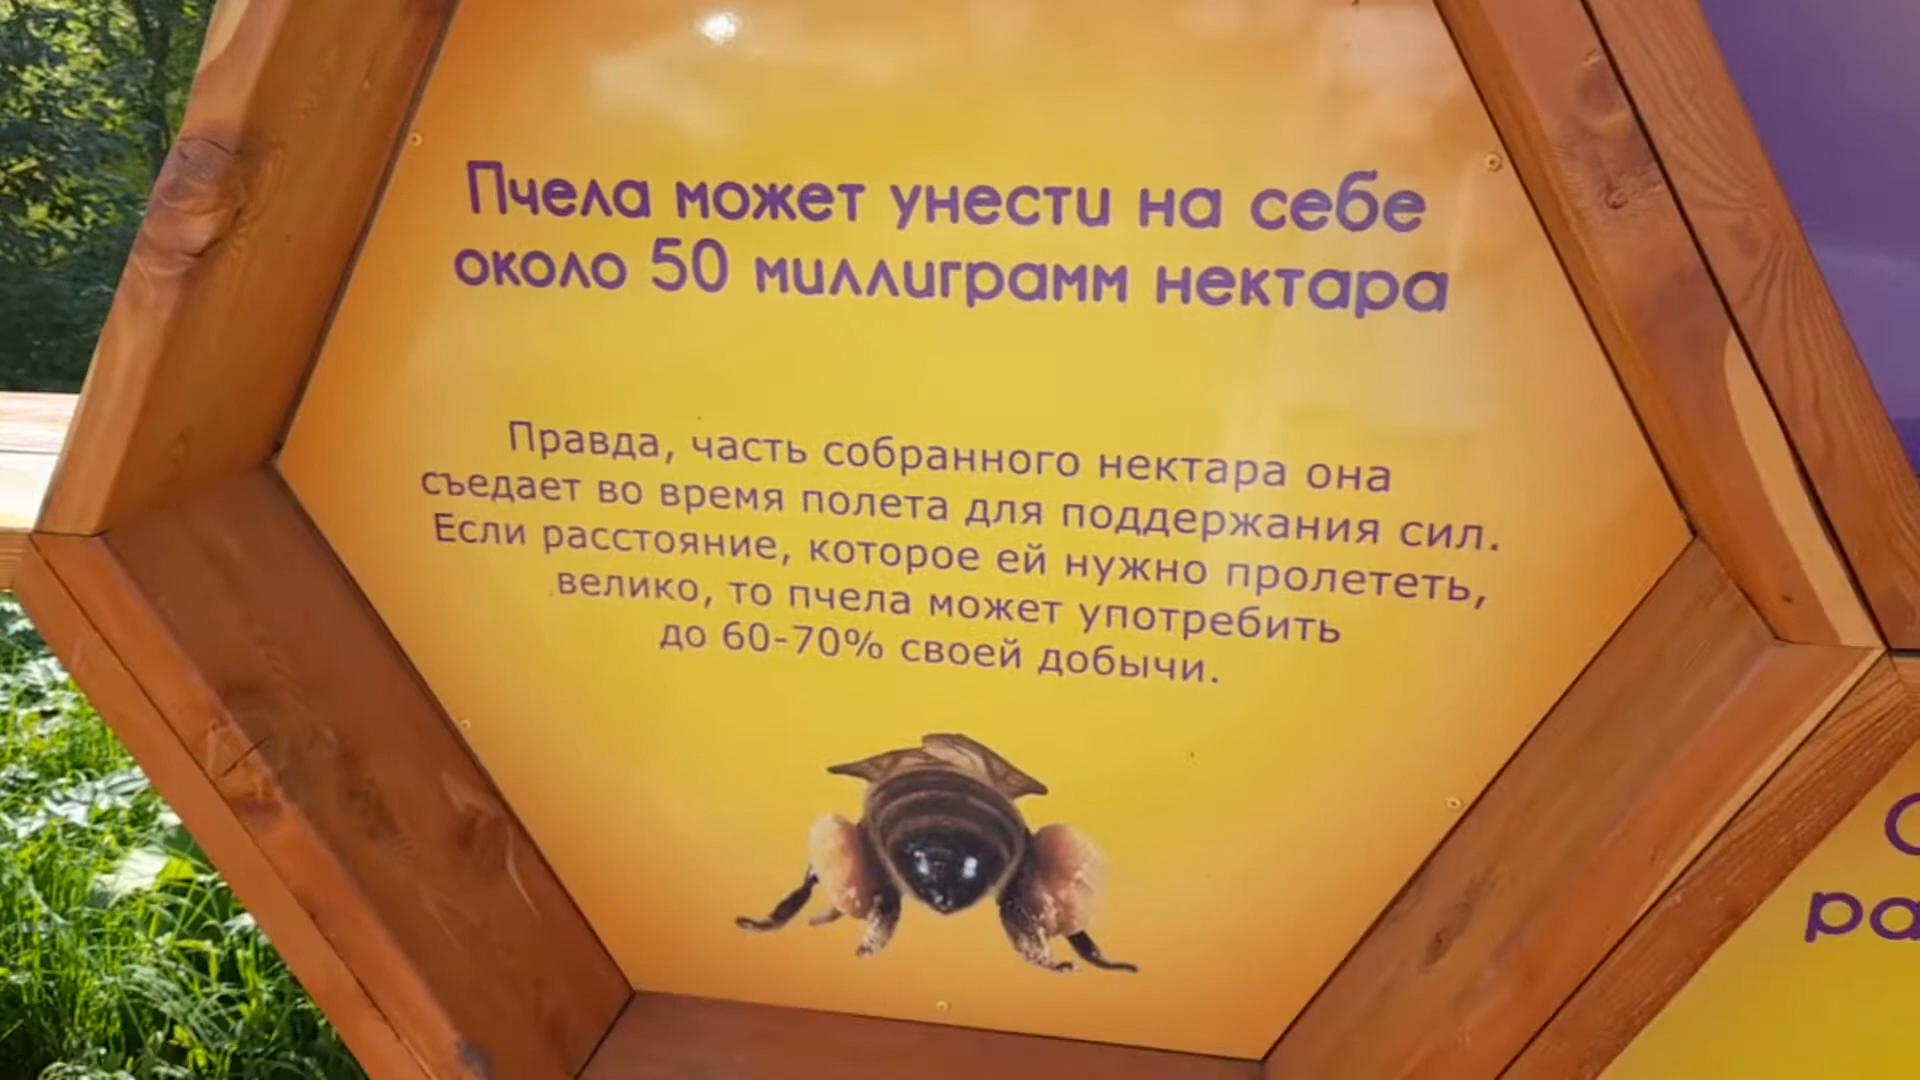 Пчела может унести на себе
около 50 миллиграмм нектара
Правда, часть собранного нектара она
съедает во время полета для поддержания сил.
Если расстояние, которое ей нужно пролететь,
велико, то пчела может употребить
до 60-70% своей добычи.